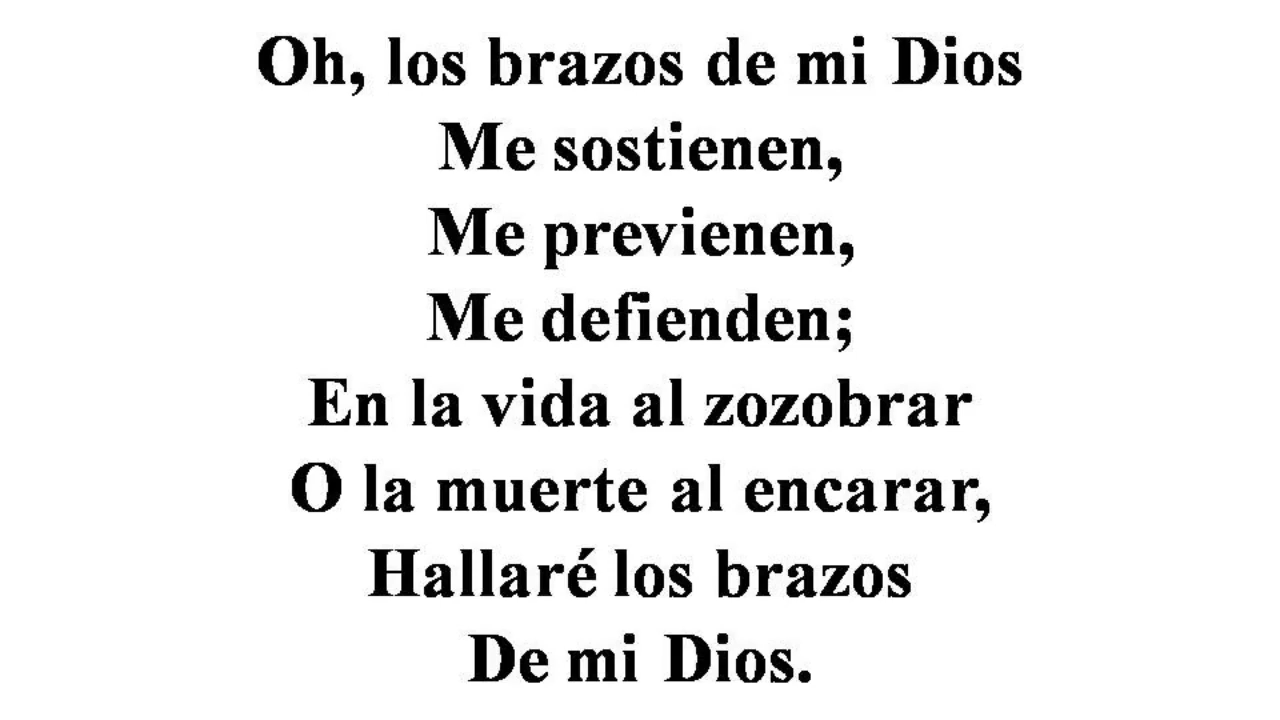 Oh, los brazos de mi Dios
Me sostienen,
Me previenen,
Me defienden;
En la vida al zozobrar
O la muerte al encarar,
Hallaré los brazos
De mi Dios.